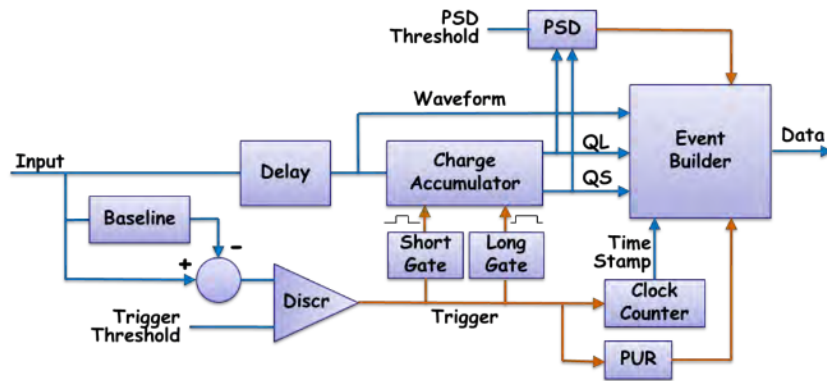 PSD
Threshold
PSD
Waveform
Input
Delay
Charge
Accumulator
QL
QS
Event
Builder
Data
Baseline
−
+
Short
Gate
Long
Gate
Time
Stamp
Discr
Trigger
Threshold
Trigger
Clock
Counter
PUR